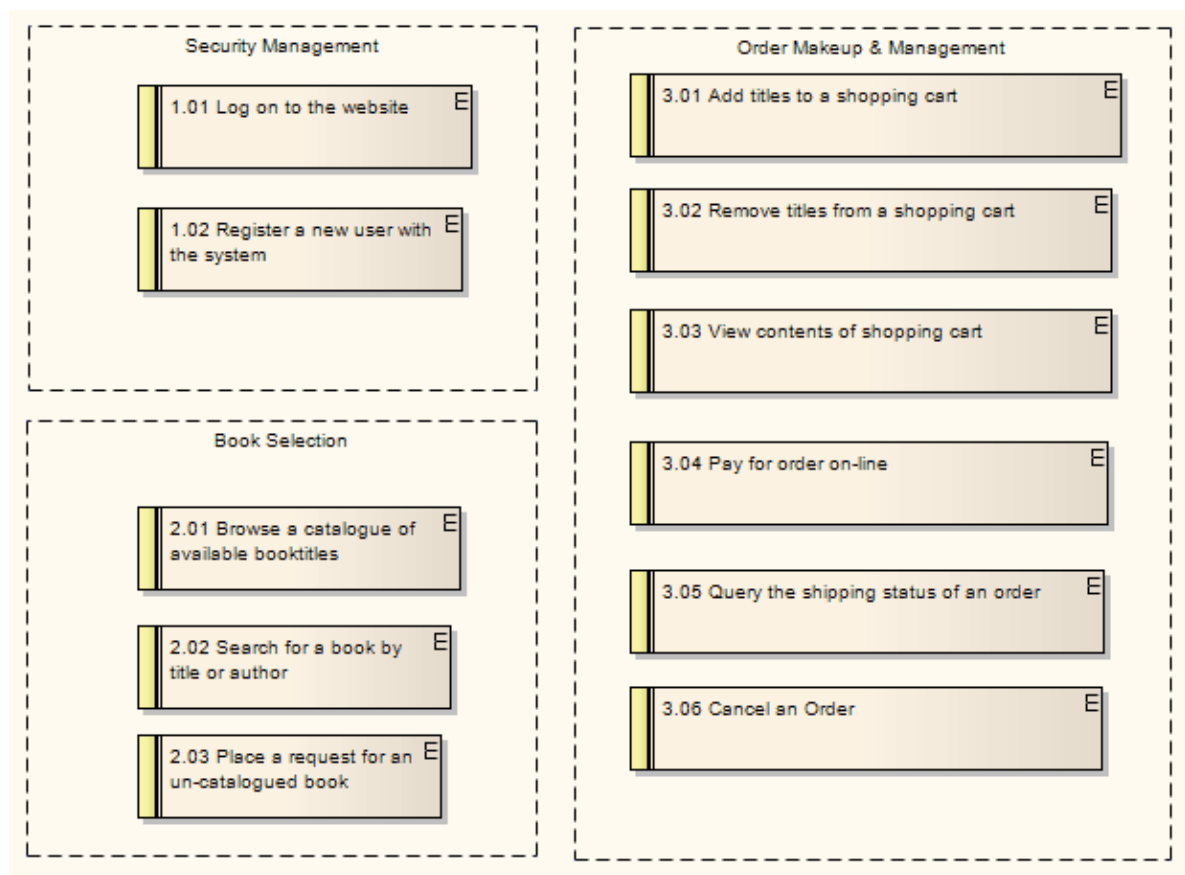 Security Management
1.01 Log on to the website
E
1.02 Register a new user with
the system
E
Book Selection
2.01 Browse a catalogue of
available booktitles
E
2.02 Search for a book by
title or author
E
2.03 Place a request for an
un-catalogued book
E
Order Makeup & Management
3.01 Add titles to a shopping cart
E
3.02 Remove titles from a shopping cart
E
3.03 View contents of shopping cart
E
3.04 Pay for order on-line
E
3.05 Query the shipping status of an order
E
3.06 Cancel an Order
E